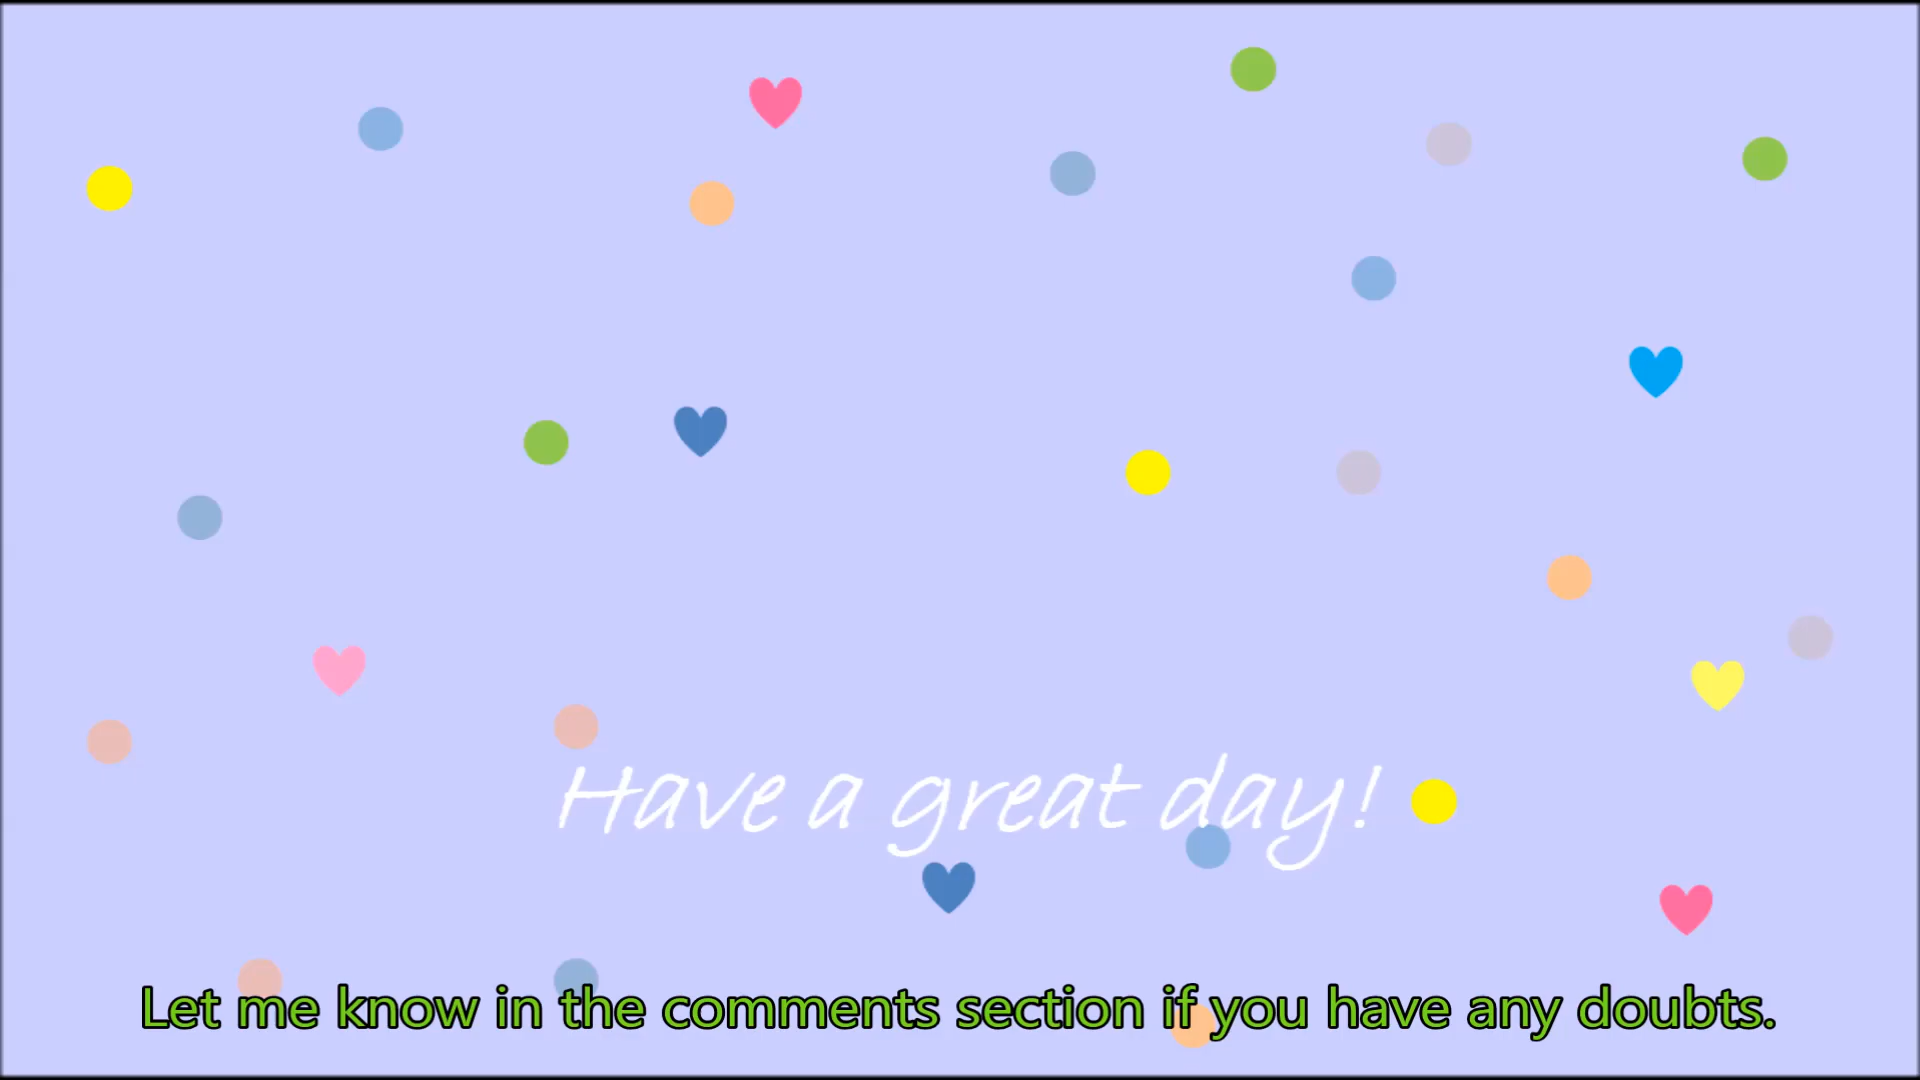 Have a great day!
Let me know in the comments section if you have any doubts.